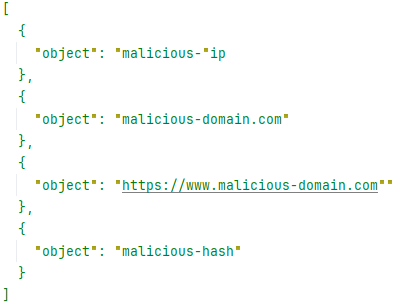 [
  {
    "object": "malicious-"ip
  },
  {
    "object": "malicious-domain.com"
  },
  {
    "object": "https://www.malicious-domain.com""
  },
  {
    "object": "malicious-hash"
  }
]